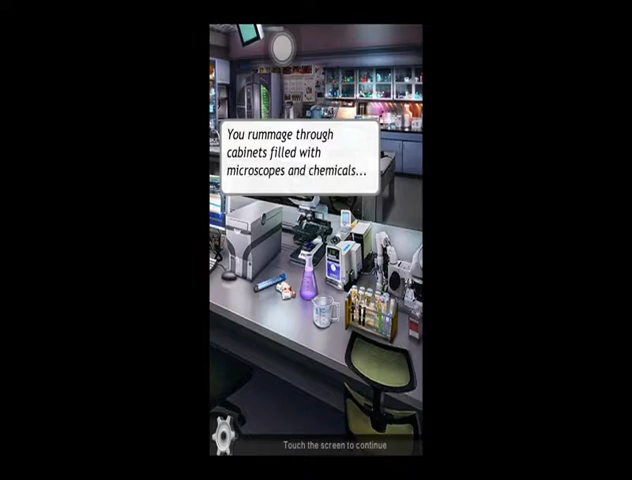 You rummage through
cabinets filled with
microscopes and chemicals...
Touch the screen to continue